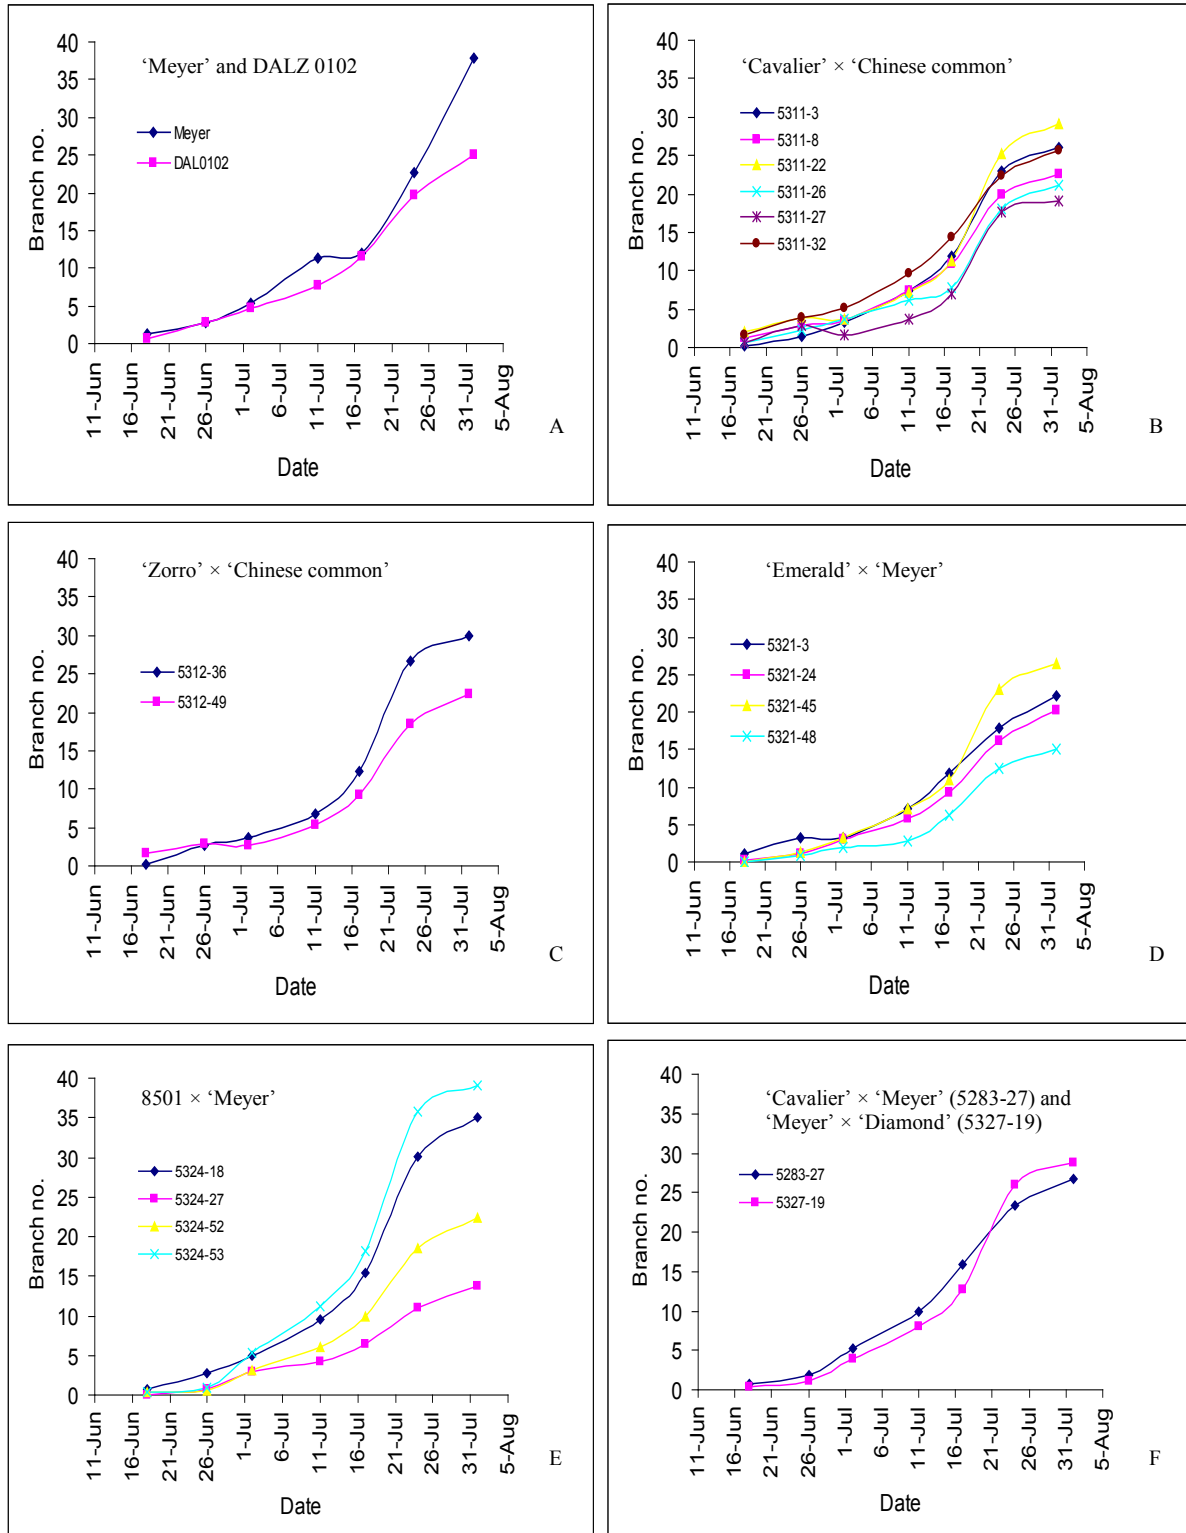 ‘Meyer’ and DALZ 0102
40
35
30
25
20
15
10
5
0
Branch no.
Meyer
DAL0102
11-Jun
16-Jun
21-Jun
26-Jun
1-Jul
6-Jul
11-Jul
16-Jul
21-Jul
26-Jul
31-Jul
5-Aug
Date
A
‘Cavalier’ × ‘Chinese common’
40
35
30
25
20
15
10
5
0
Branch no.
5311-3
5311-8
5311-22
5311-26
5311-27
5311-32
11-Jun
16-Jun
21-Jun
26-Jun
1-Jul
6-Jul
11-Jul
16-Jul
21-Jul
26-Jul
31-Jul
5-Aug
Date
B
‘Zorro’ × ‘Chinese common’
40
35
30
25
20
15
10
5
0
Branch no.
5312-36
5312-49
11-Jun
16-Jun
21-Jun
26-Jun
1-Jul
6-Jul
11-Jul
16-Jul
21-Jul
26-Jul
31-Jul
5-Aug
Date
C
‘Emerald’ × ‘Meyer’
40
35
30
25
20
15
10
5
0
Branch no.
5321-3
5321-24
5321-45
5321-48
11-Jun
16-Jun
21-Jun
26-Jun
1-Jul
6-Jul
11-Jul
16-Jul
21-Jul
26-Jul
31-Jul
5-Aug
Date
D
8501 × ‘Meyer’
40
35
30
25
20
15
10
5
0
Branch no.
5324-18
5324-27
5324-52
5324-53
11-Jun
16-Jun
21-Jun
26-Jun
1-Jul
6-Jul
11-Jul
16-Jul
21-Jul
26-Jul
31-Jul
5-Aug
Date
E
‘Cavalier’ × ‘Meyer’ (5283-27) and
‘Meyer’ × ‘Diamond’ (5327-19)
40
35
30
25
20
15
10
5
0
Branch no.
5283-27
5327-19
11-Jun
16-Jun
21-Jun
26-Jun
1-Jul
6-Jul
11-Jul
16-Jul
21-Jul
26-Jul
31-Jul
5-Aug
Date
F